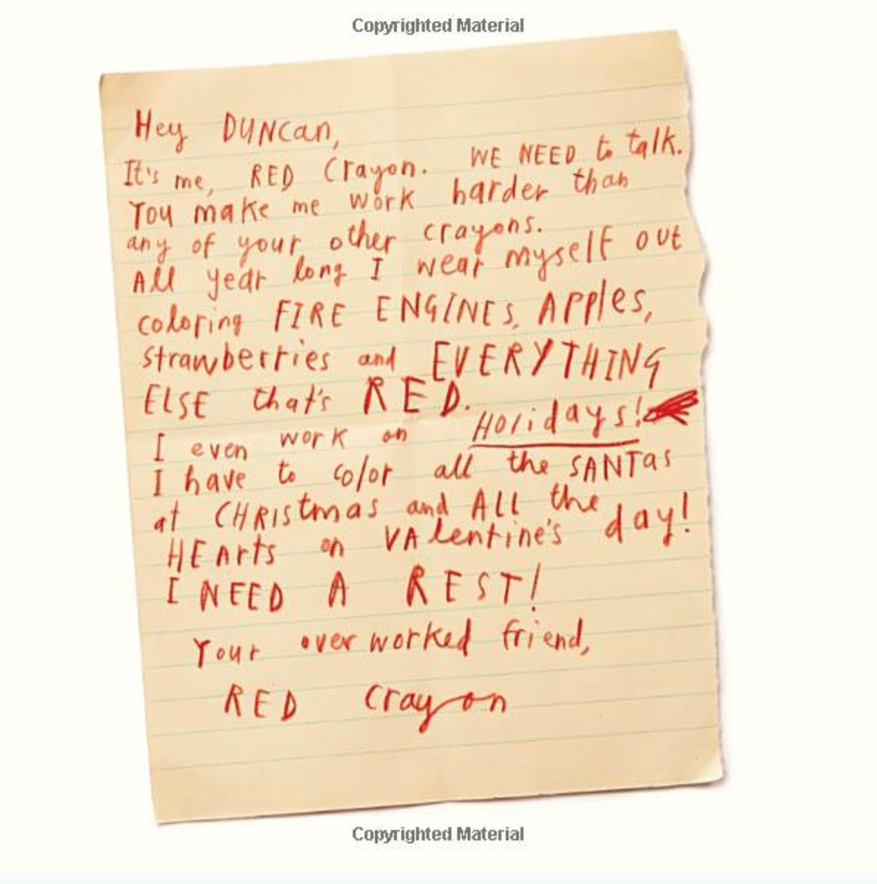 Copyrighted Material
Hey DUNCan,
It's me, RED Crayon. WE NEED to talk.
You make me work harder than
any of your other crayons.
All year long I wear myself out
coloring FIRE ENGINEs, Apples,
strawberries and EVERYTHING
ELSE that's RED.
I even work on Holidays!
I have to color all the SANTas
at CHRIStmas and ALL the
HEArts on VAlentine's day!
I NEED A REST!
Your overworked friend,
RED Crayon
Copyrighted Material